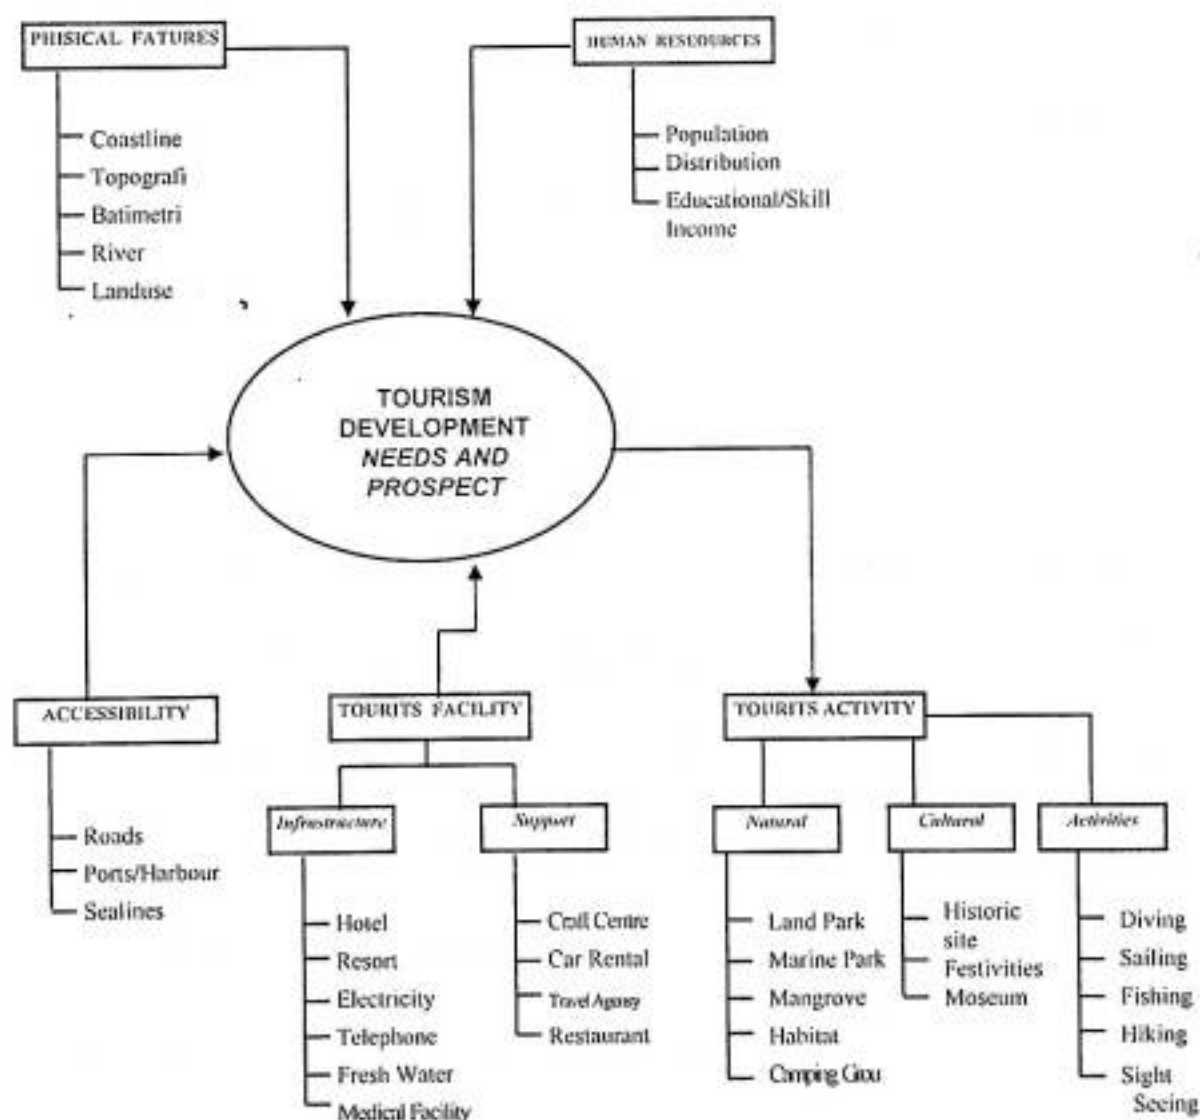 PHISICAL FATURES
Coastline
Topografi
Batimetri
River
Landuse
HUMAN RESOURCES
Population
Distribution
Educational/Skill
Income
TOURISM
DEVELOPMENT
NEEDS AND
PROSPECT
ACCESSIBILITY
Roads
Ports/Harbour
Sealines
TOURITS FACILITY
Infrastructure
Hotel
Resort
Electricity
Telephone
Fresh Water
Medical Facility
Support
Craft Centre
Car Rental
Travel Agency
Restaurant
TOURITS ACTIVITY
Natural
Land Park
Marine Park
Mangrove
Habitat
Camping Grou
Cultural
Historic
site
Festivities
Moseum
Activities
Diving
Sailing
Fishing
Hiking
Sight
Seeing